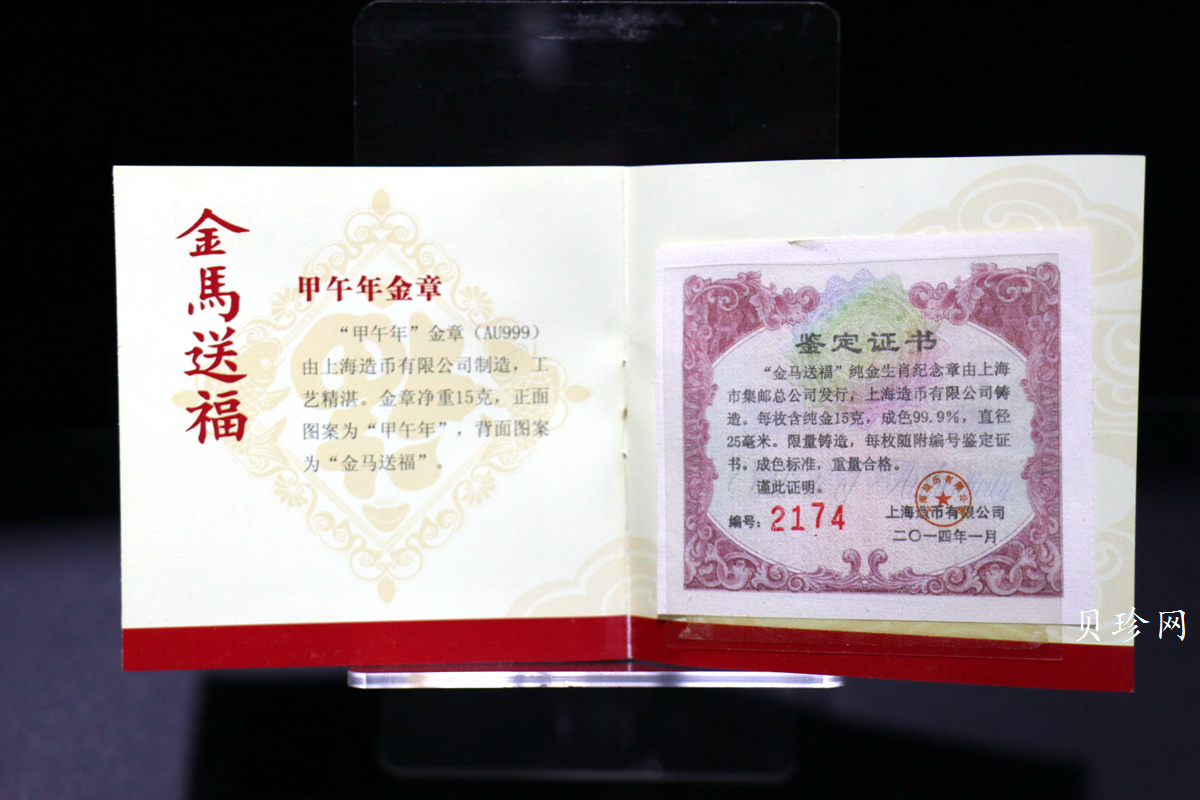 金馬送福
甲午年金章
“甲午年”金章（AU999）
由上海造币有限公司制造，工
艺精湛。金章净重15克，正面
图案为“甲午年”，背面图案
为“金马送福”。
鉴定证书
“金马送福”纯金生肖纪念章由上海
市集邮总公司发行，上海造币有限公司铸
造。每枚含纯金15克，成色99.9%，直径
25毫米。限量铸造，每枚随附编号鉴定证
书。成色标准，重量合格。
谨此证明。
编号：2174
上海造币有限公司
二〇一四年一月
贝珍网